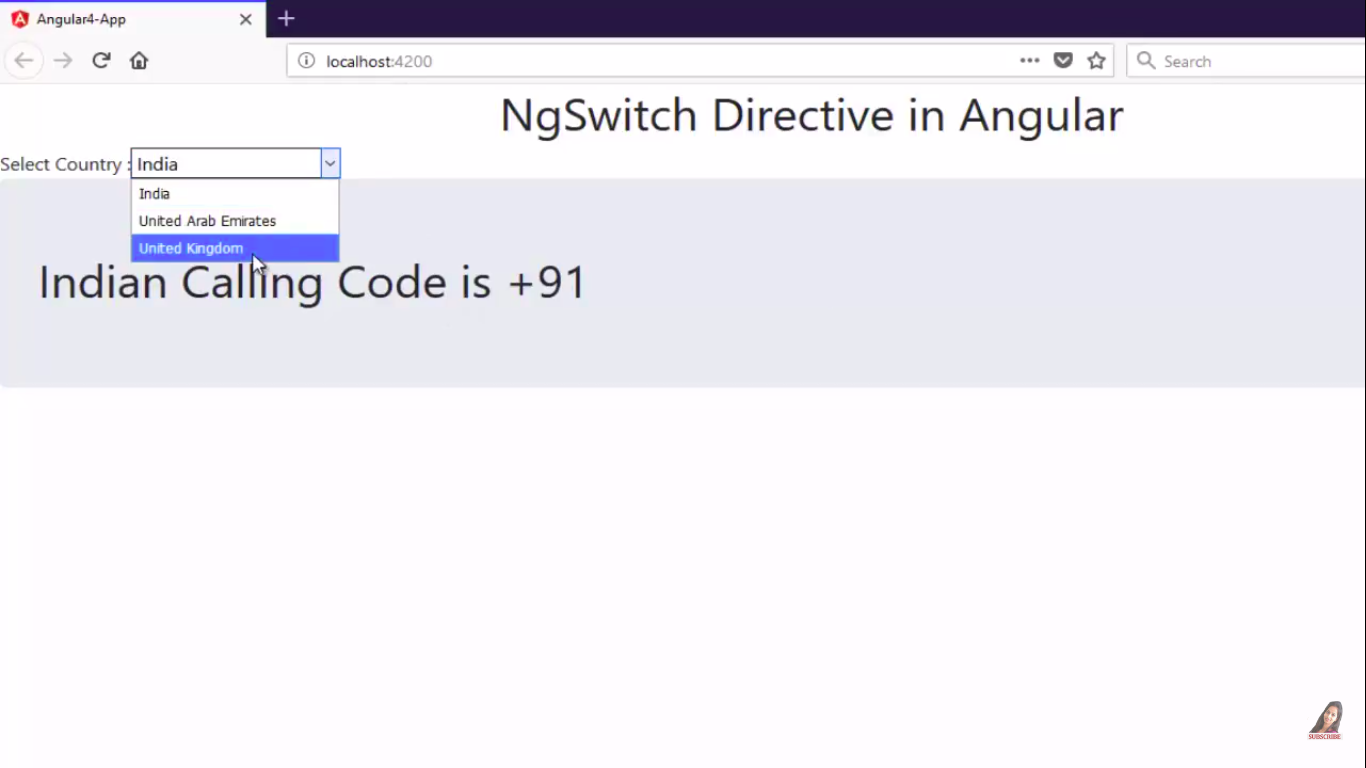 Angular4-App
localhost:4200
Search
NgSwitch Directive in Angular
Select Country : India
India
United Arab Emirates
United Kingdom
Indian Calling Code is +91
SUBSCRIBE